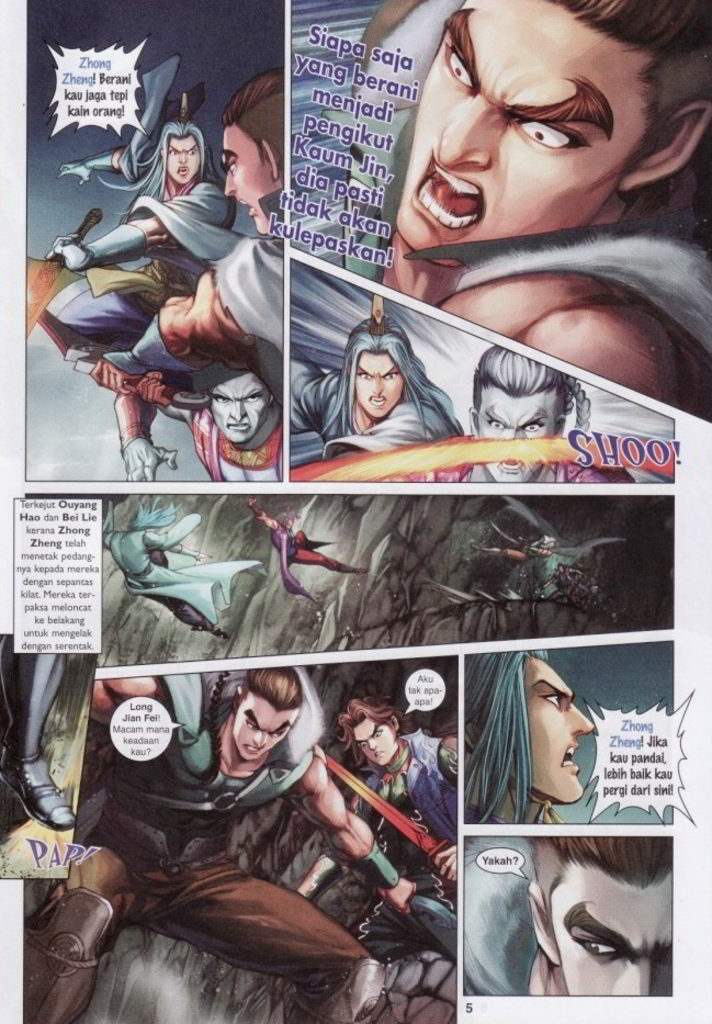 Zhong
Zheng! Berani
kau jaga tepi
kain orang!
Siapa saja
yang berani
menjadi
pengikut
Kaum Jin,
dia pasti
tidak akan
kulepaskan!
SHOO!
Terkejut Ouyang
Hao dan Bei Lie
kerana Zhong
Zheng telah
menetak pedang-
nya kepada mereka
dengan sepantas
kilat. Mereka ter-
paksa meloncat
ke belakang
untuk mengelak
dengan serentak.
PAP!
Long
Jian Fei!
Macam mana
keadaan
kau?
Aku
tak apa-
apa!
Zhong
Zheng! Jika
kau pandai,
lebih baik kau
pergi dari sini!
Yakah?
5